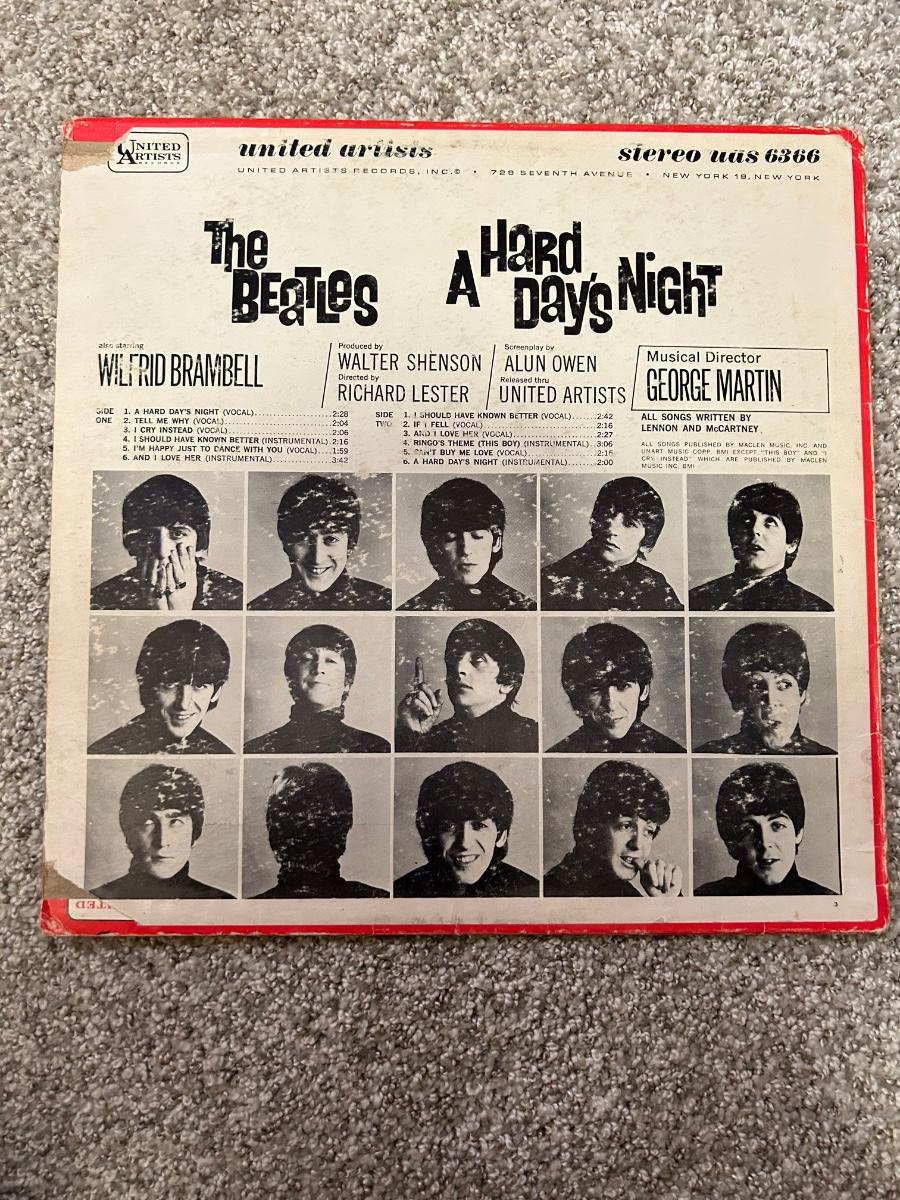 UNITED
ARTISTS
RECORDS
united artists
stereo uas 6366
UNITED ARTISTS RECORDS, INC.© • 729 SEVENTH AVENUE • NEW YORK 19, NEW YORK
The
BEATLES
A HARD
DAY'S NIGHT
also starring
WILFRID BRAMBELL
Produced by
WALTER SHENSON
Directed by
RICHARD LESTER
Screenplay by
ALUN OWEN
Released thru
UNITED ARTISTS
Musical Director
GEORGE MARTIN
SIDE
ONE
1. A HARD DAY'S NIGHT (VOCAL)..........2:28
2. TELL ME WHY (VOCAL)..........2:04
3. I CRY INSTEAD (VOCAL)..........2:06
4. I SHOULD HAVE KNOWN BETTER (INSTRUMENTAL) 2:16
5. I'M HAPPY JUST TO DANCE WITH YOU (VOCAL)....1:59
6. AND I LOVE HER (INSTRUMENTAL)..........3:42
SIDE
TWO
1. I SHOULD HAVE KNOWN BETTER (VOCAL).......2:42
2. IF I FELL (VOCAL)..........2:16
3. AND I LOVE HER (VOCAL)..........2:27
4. RINGO'S THEME (THIS BOY) (INSTRUMENTAL)..3:06
5. CAN'T BUY ME LOVE (VOCAL)..........2:15
6. A HARD DAY'S NIGHT (INSTRUMENTAL)..........2:00
ALL SONGS WRITTEN BY
LENNON AND McCARTNEY
ALL SONGS PUBLISHED BY MACLEN MUSIC, INC. AND
UNART MUSIC COPP. BMI EXCEPT "THIS BOY" AND "I
CRY INSTEAD" WHICH ARE PUBLISHED BY MACLEN
MUSIC INC. BMI
3